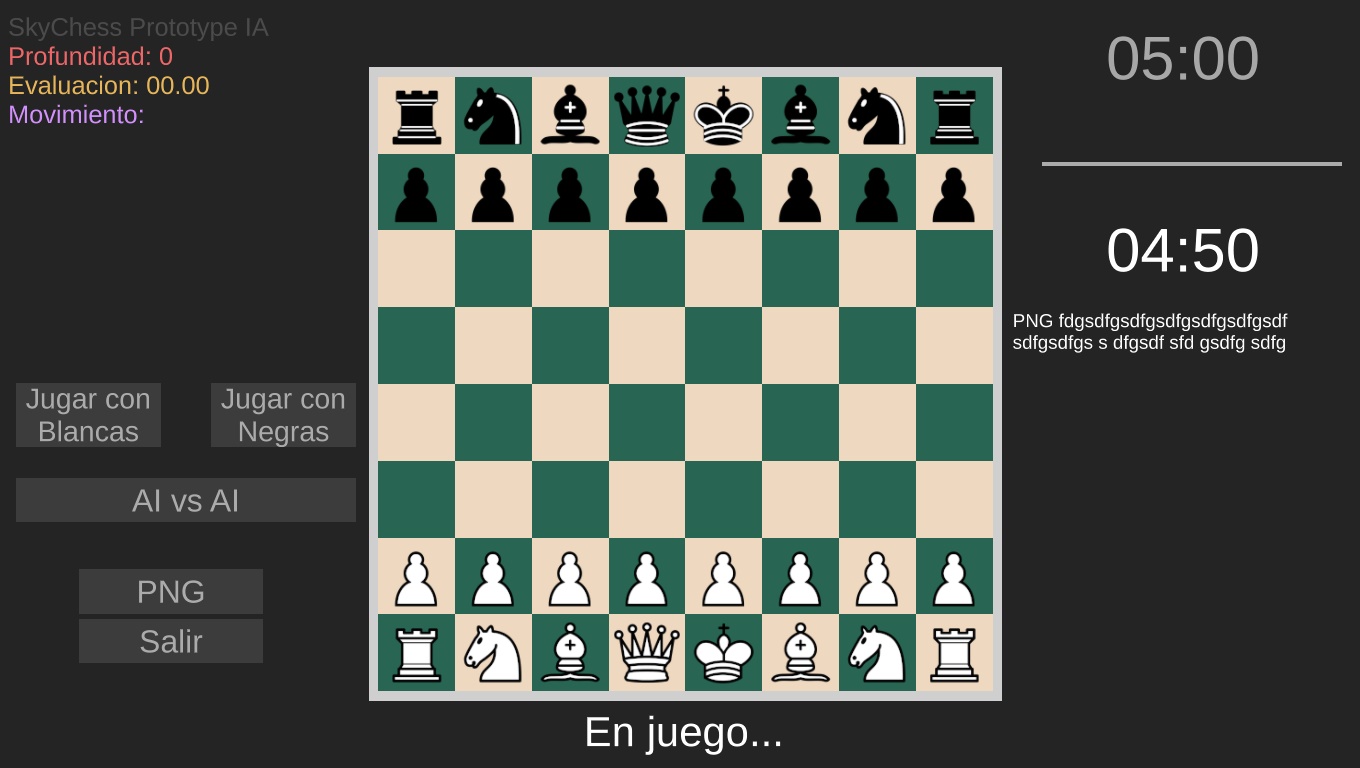 SkyChess Prototype IA
Profundidad: 0
Evaluacion: 00.00
Movimiento:
Jugar con
Blancas
Jugar con
Negras
AI vs AI
PNG
Salir
05:00
04:50
PNG fdgsdfgsdfgsdfgsdfgsdfgsdf
sdfgsdfgs s dfgsdf sfd gsdfg sdfg
En juego...